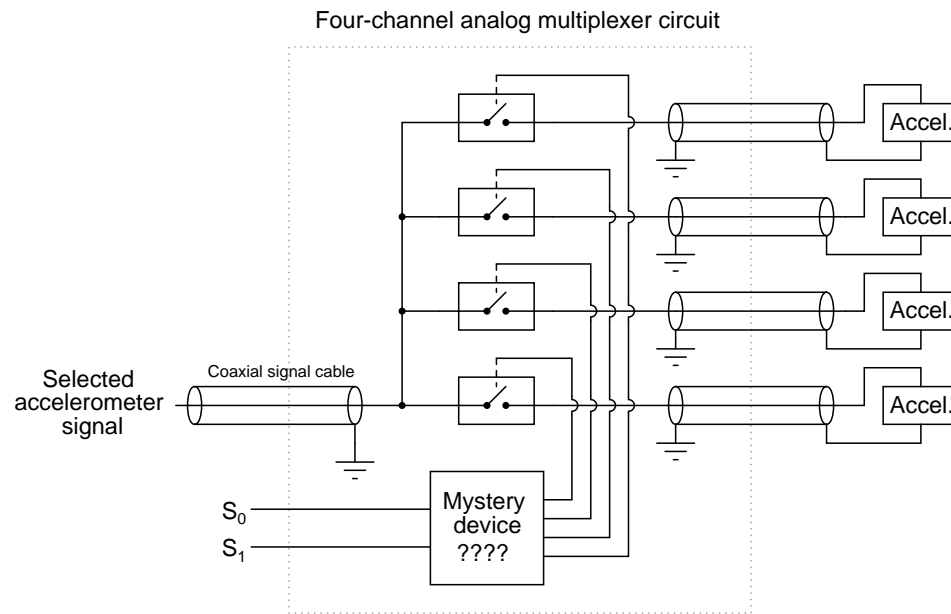 Four-channel analog multiplexer circuit
Accel.
Accel.
Accel.
Accel.
Coaxial signal cable
Selected
accelerometer
signal
Mystery
device
????
S0
S1